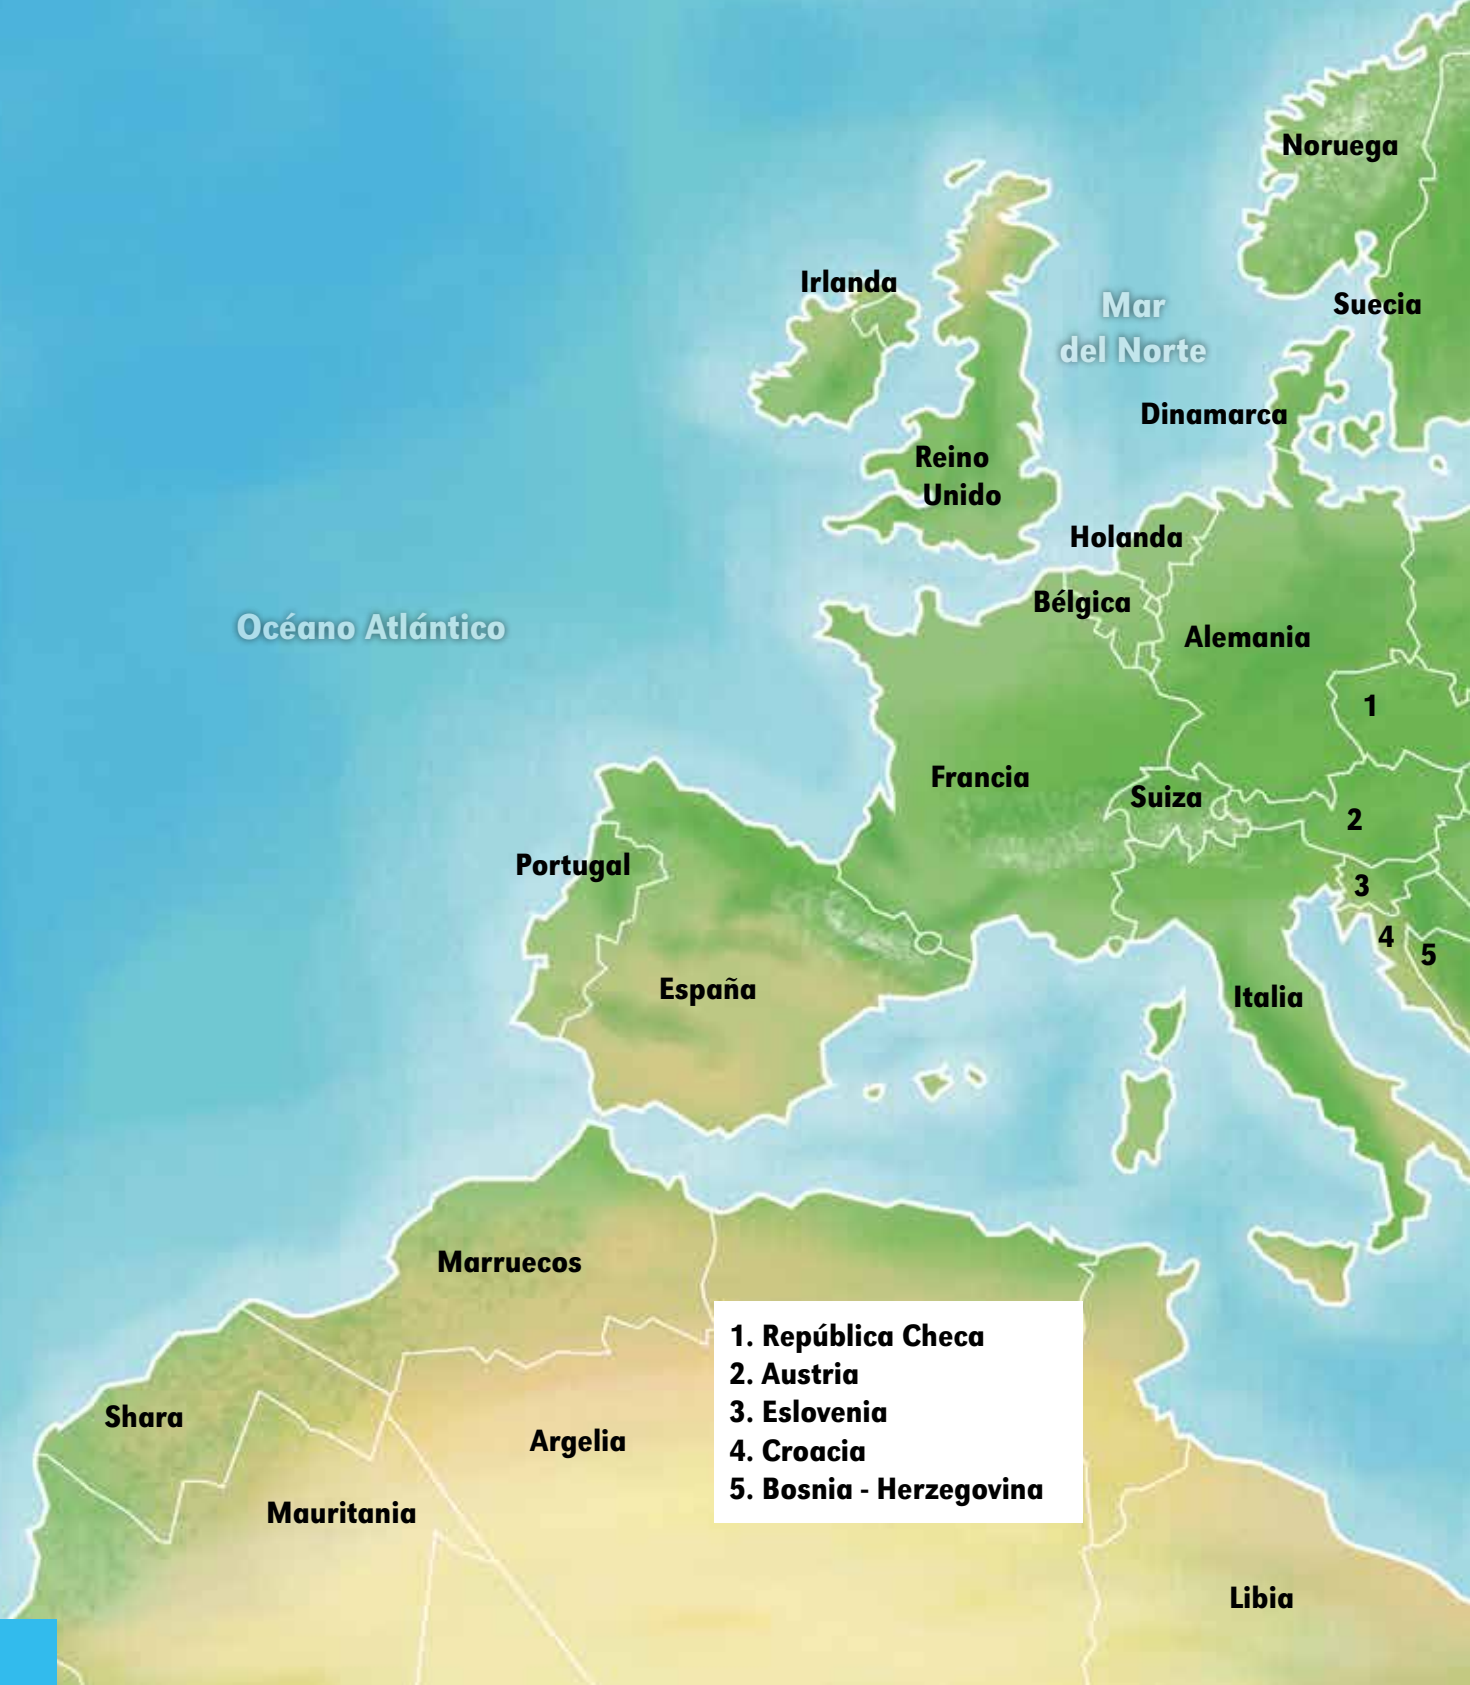 Noruega
Irlanda
Mar
del Norte
Suecia
Dinamarca
Reino
Unido
Holanda
Bélgica
Océano Atlántico
Alemania
1
Francia
Suiza
2
Portugal
3
4
5
España
Italia
Marruecos
1. República Checa
2. Austria
3. Eslovenia
4. Croacia
5. Bosnia - Herzegovina
Shara
Argelia
Mauritania
Libia